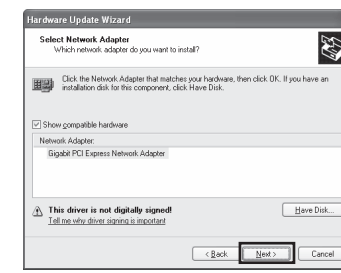 Hardware Update Wizard
Select Network Adapter
Which network adapter do you want to install?
Click the Network Adapter that matches your hardware, then click OK. If you have an
installation disk for this component, click Have Disk.
Show compatible hardware
Network Adapter:
Gigabit PCI Express Network Adapter
This driver is not digitally signed!
Tell me why driver signing is important
Have Disk...
< Back
Next >
Cancel